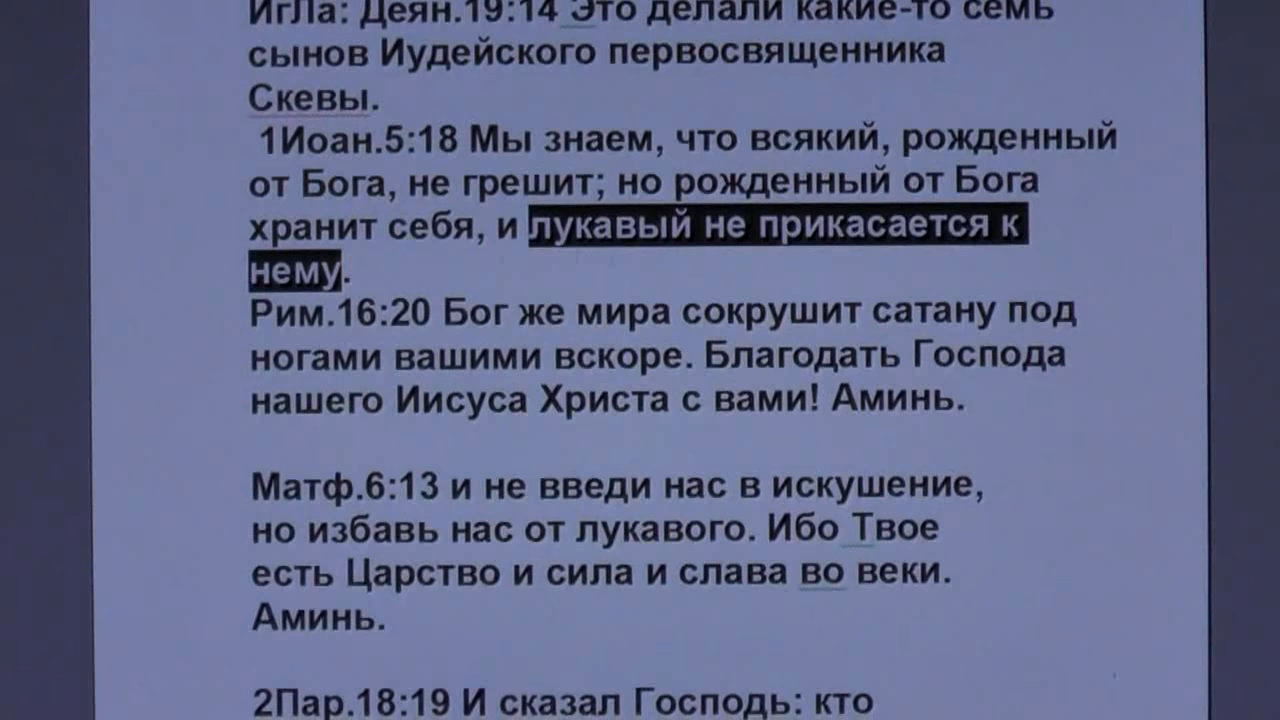 ИгЛа: Деян.19:14 Это делали какие-то семь
сынов Иудейского первосвященника
Скевы.
1Иоан.5:18 Мы знаем, что всякий, рожденный
от Бога, не грешит; но рожденный от Бога
хранит себя, и лукавый не прикасается к
нему.
Рим.16:20 Бог же мира сокрушит сатану под
ногами вашими вскоре. Благодать Господа
нашего Иисуса Христа с вами! Аминь.
Матф.6:13 и не введи нас в искушение,
но избавь нас от лукавого. Ибо Твое
есть Царство и сила и слава во веки.
Аминь.
2Пар.18:19 И сказал Господь: кто